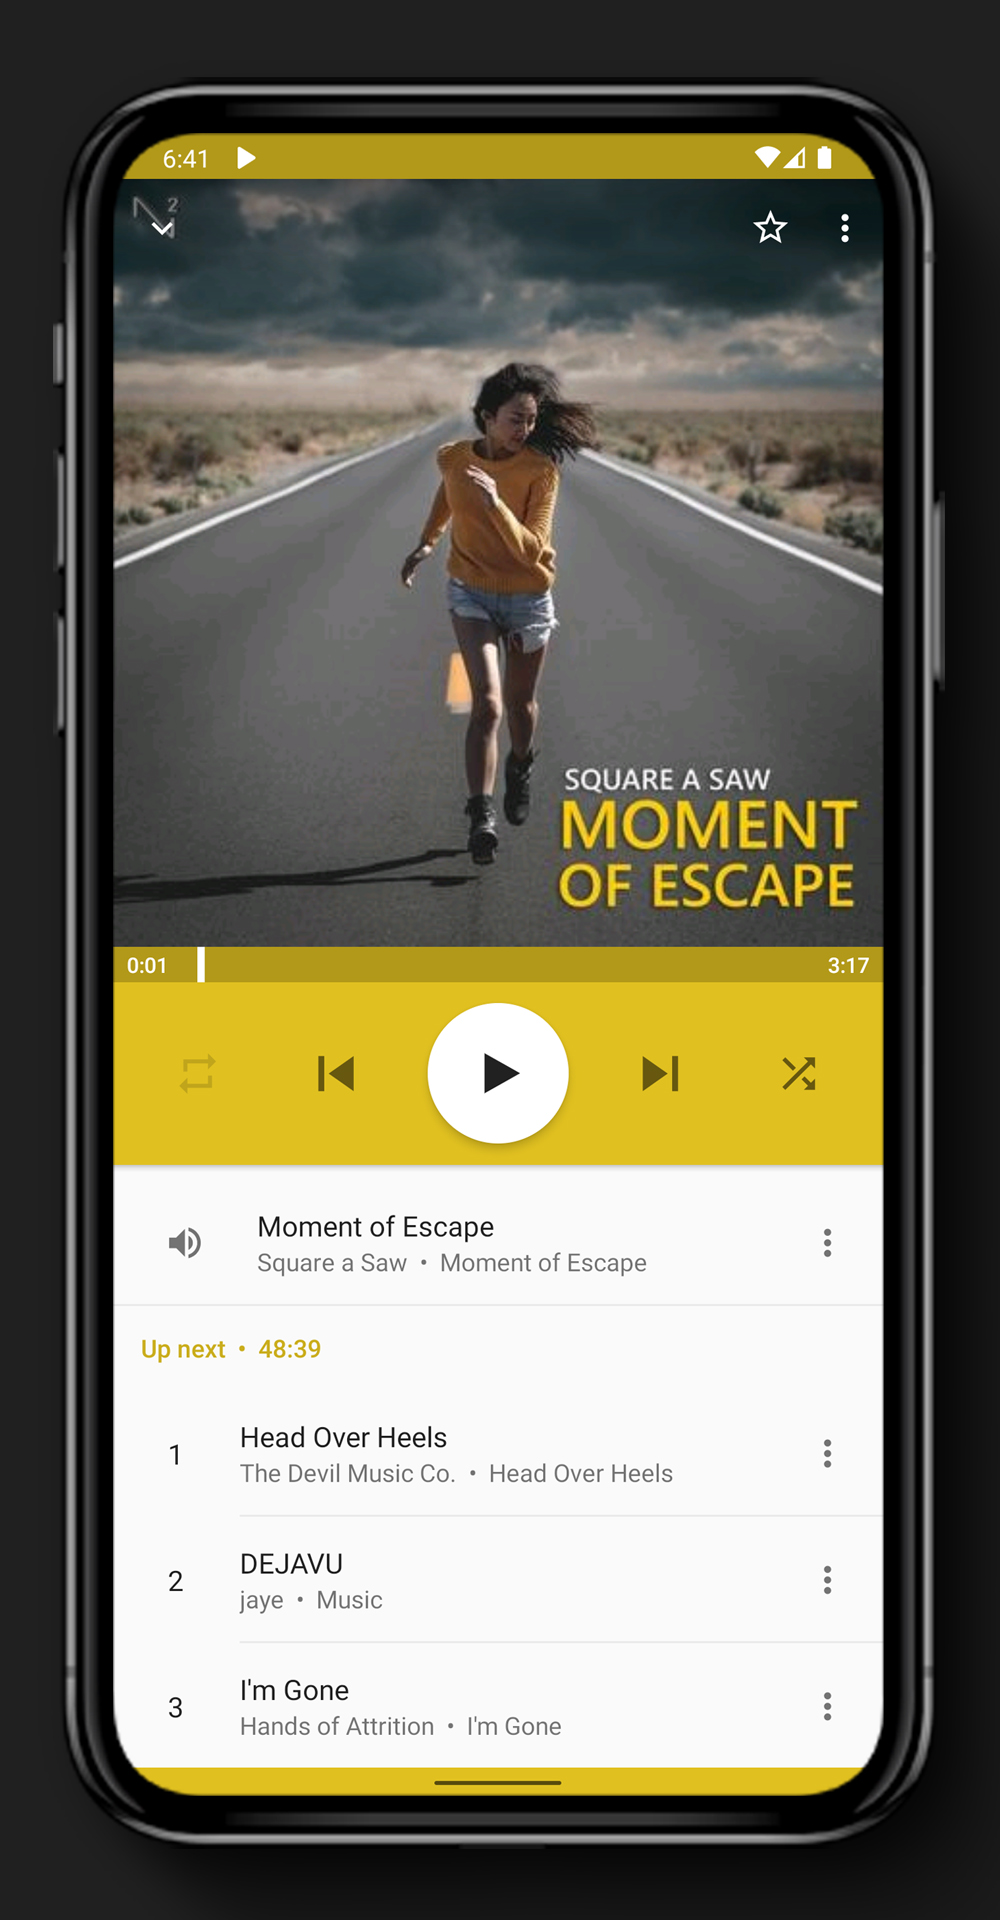 6:41
N 2
SQUARE A SAW
MOMENT
OF ESCAPE
0:01 3:17
Moment of Escape
Square a Saw • Moment of Escape
Up next • 48:39
1 Head Over Heels
The Devil Music Co. • Head Over Heels
2 DEJAVU
jaye • Music
3 I'm Gone
Hands of Attrition • I'm Gone